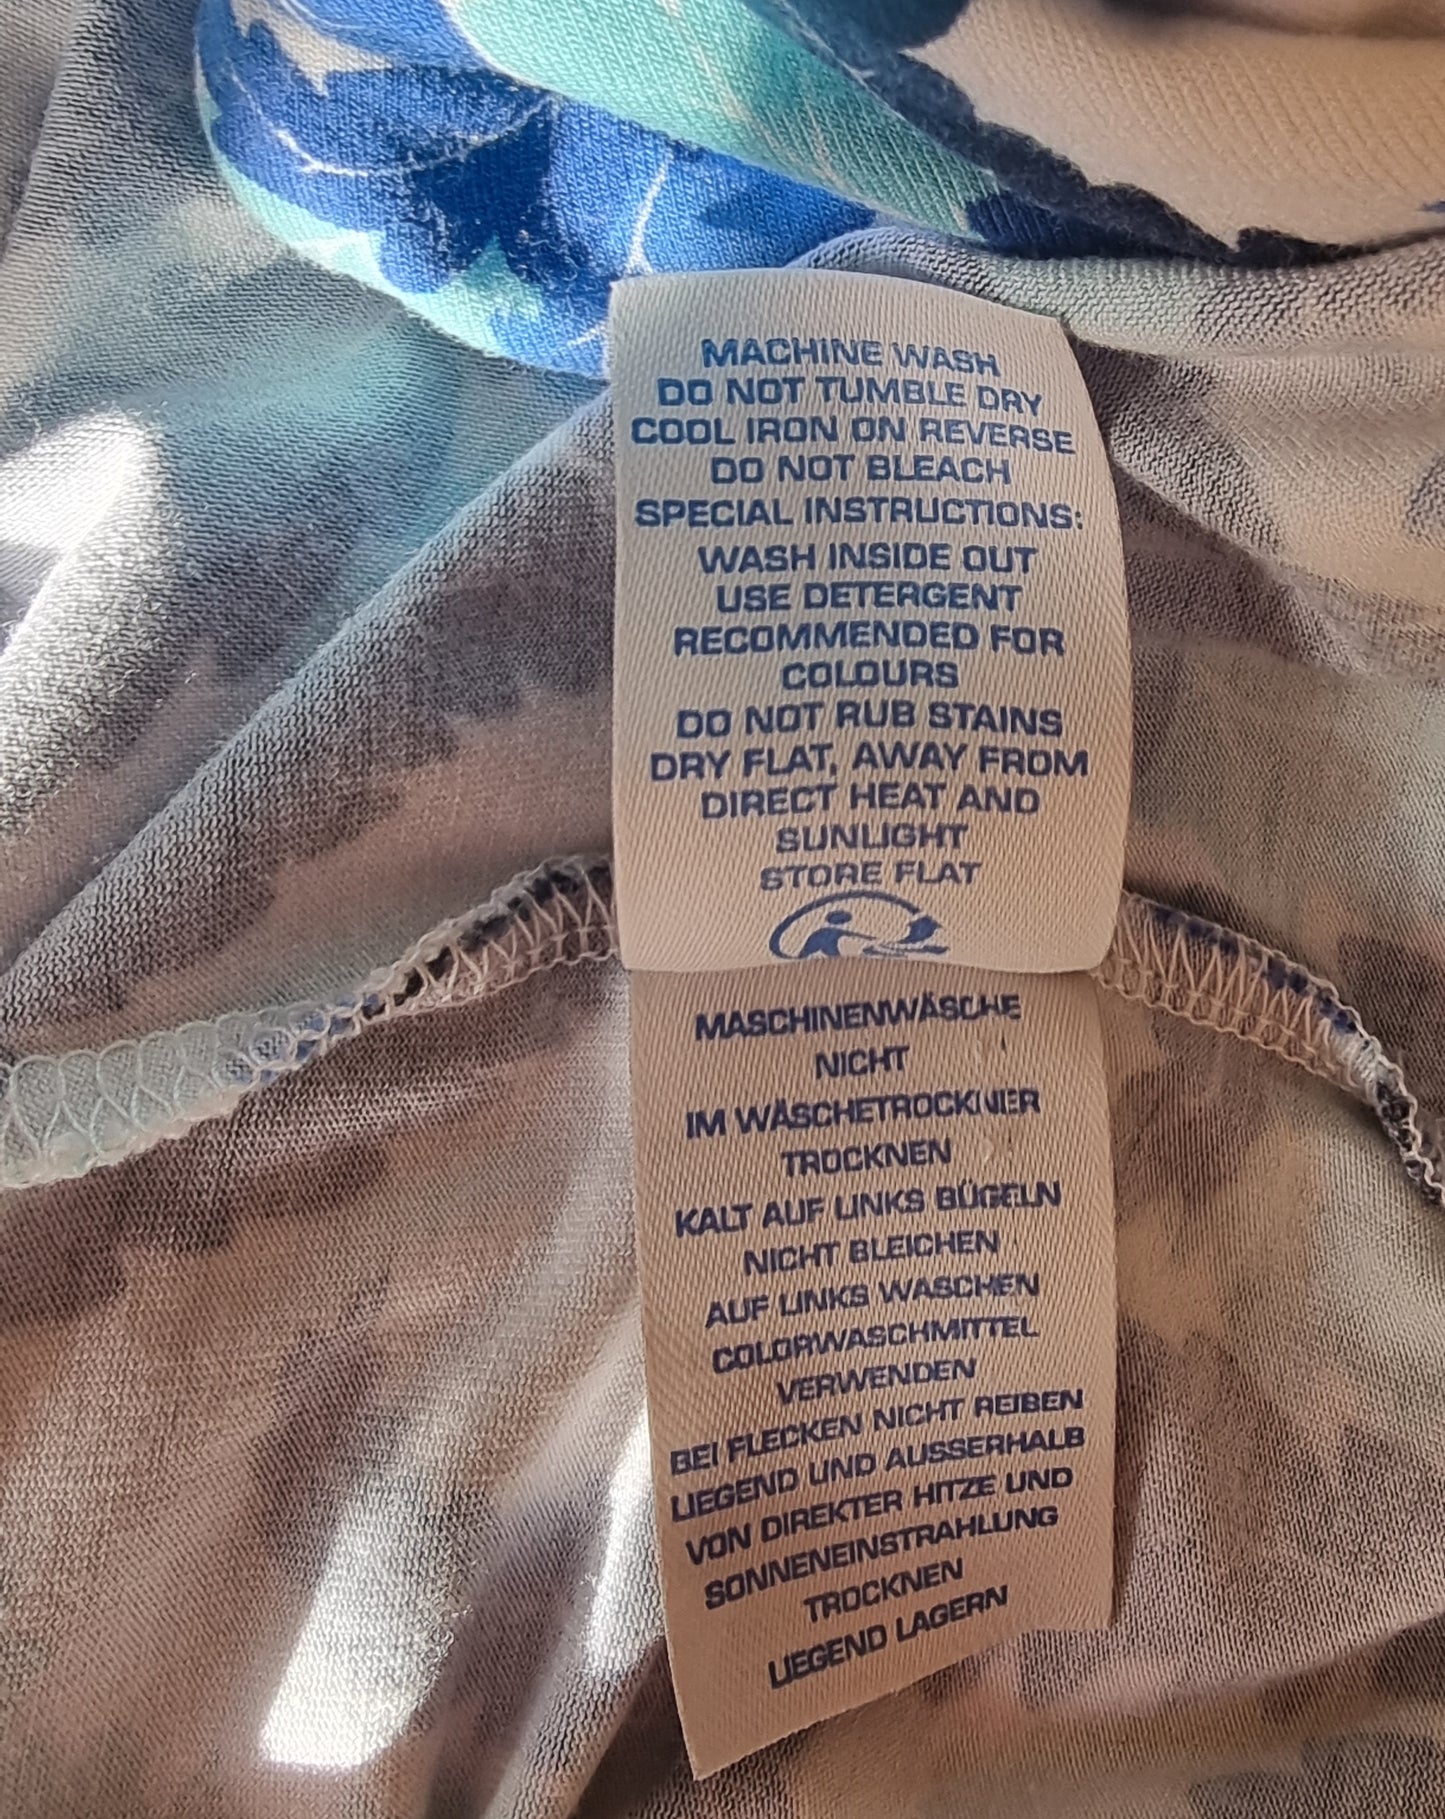 MACHINE WASH
DO NOT TUMBLE DRY
COOL IRON ON REVERSE
DO NOT BLEACH
SPECIAL INSTRUCTIONS:
WASH INSIDE OUT
USE DETERGENT
RECOMMENDED FOR
COLOURS
DO NOT RUB STAINS
DRY FLAT, AWAY FROM
DIRECT HEAT AND
SUNLIGHT
STORE FLAT
MASCHINENWÄSCHE
NICHT
IM WÄSCHETROCKNER
TROCKNEN
KALT AUF LINKS BÜGELN
NICHT BLEICHEN
AUF LINKS WASCHEN
COLORWASCHMITTEL
VERWENDEN
BEI FLECKEN NICHT REIBEN
LIEGEND UND AUSSERHALB
VON DIREKTER HITZE UND
SONNENEINSTRAHLUNG
TROCKNEN
LIEGEND LAGERN